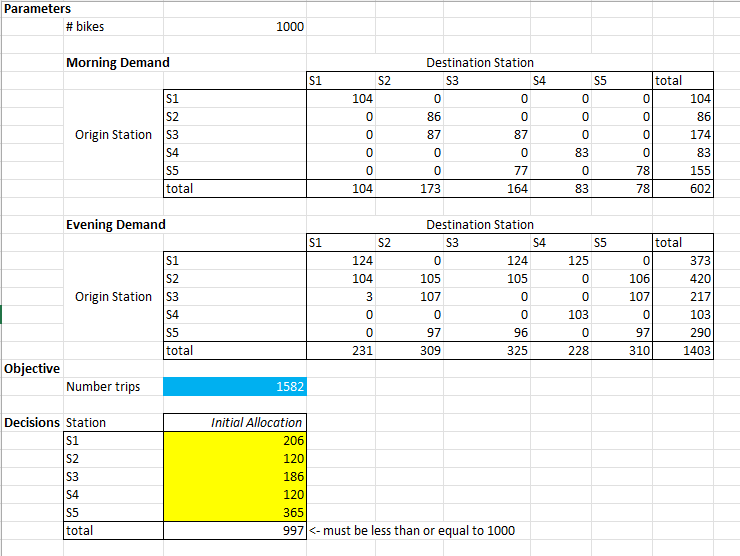 Parameters
# bikes 1000
Morning Demand Destination Station
S1 S2 S3 S4 S5 total
S1 104 0 0 0 0 104
S2 0 86 0 0 0 86
Origin Station S3 0 87 87 0 0 174
S4 0 0 0 83 0 83
S5 0 0 77 0 78 155
total 104 173 164 83 78 602
Evening Demand Destination Station
S1 S2 S3 S4 S5 total
S1 124 0 124 125 0 373
S2 104 105 105 0 106 420
Origin Station S3 3 107 0 0 107 217
S4 0 0 0 103 0 103
S5 0 97 96 0 97 290
total 231 309 325 228 310 1403
Objective
Number trips 1582
Decisions Station Initial Allocation
S1 206
S2 120
S3 186
S4 120
S5 365
total 997 <- must be less than or equal to 1000